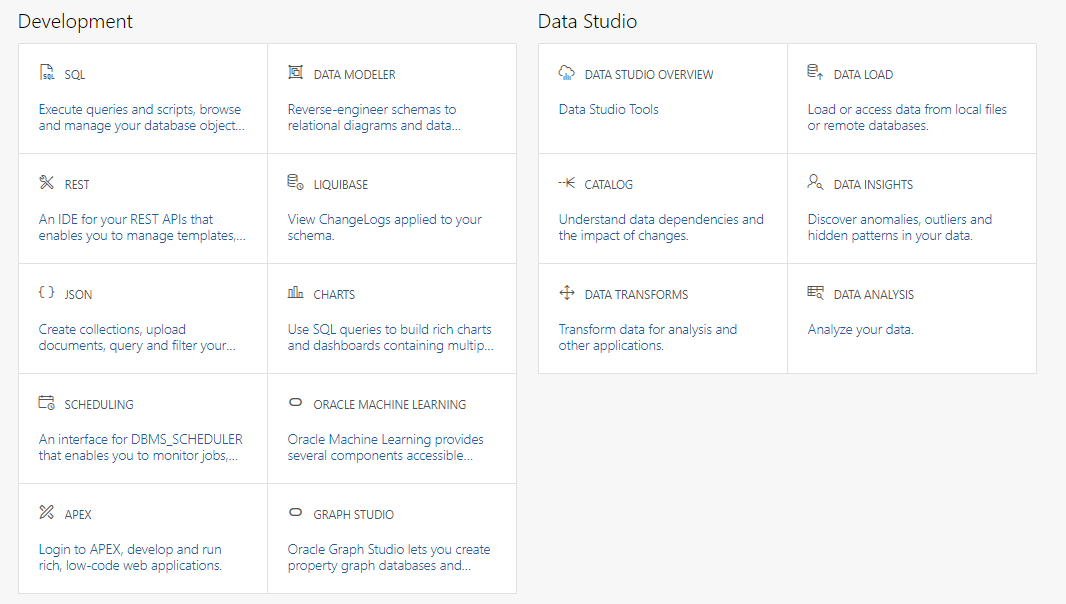 Development
SQL
Execute queries and scripts, browse
and manage your database object...
DATA MODELER
Reverse-engineer schemas to
relational diagrams and data...
REST
An IDE for your REST APIs that
enables you to manage templates,...
LIQUIBASE
View ChangeLogs applied to your
schema.
JSON
Create collections, upload
documents, query and filter your...
CHARTS
Use SQL queries to build rich charts
and dashboards containing multip...
SCHEDULING
An interface for DBMS_SCHEDULER
that enables you to monitor jobs,...
ORACLE MACHINE LEARNING
Oracle Machine Learning provides
several components accessible...
APEX
Login to APEX, develop and run
rich, low-code web applications.
GRAPH STUDIO
Oracle Graph Studio lets you create
property graph databases and...
Data Studio
DATA STUDIO OVERVIEW
Data Studio Tools
DATA LOAD
Load or access data from local files
or remote databases.
CATALOG
Understand data dependencies and
the impact of changes.
DATA INSIGHTS
Discover anomalies, outliers and
hidden patterns in your data.
DATA TRANSFORMS
Transform data for analysis and
other applications.
DATA ANALYSIS
Analyze your data.